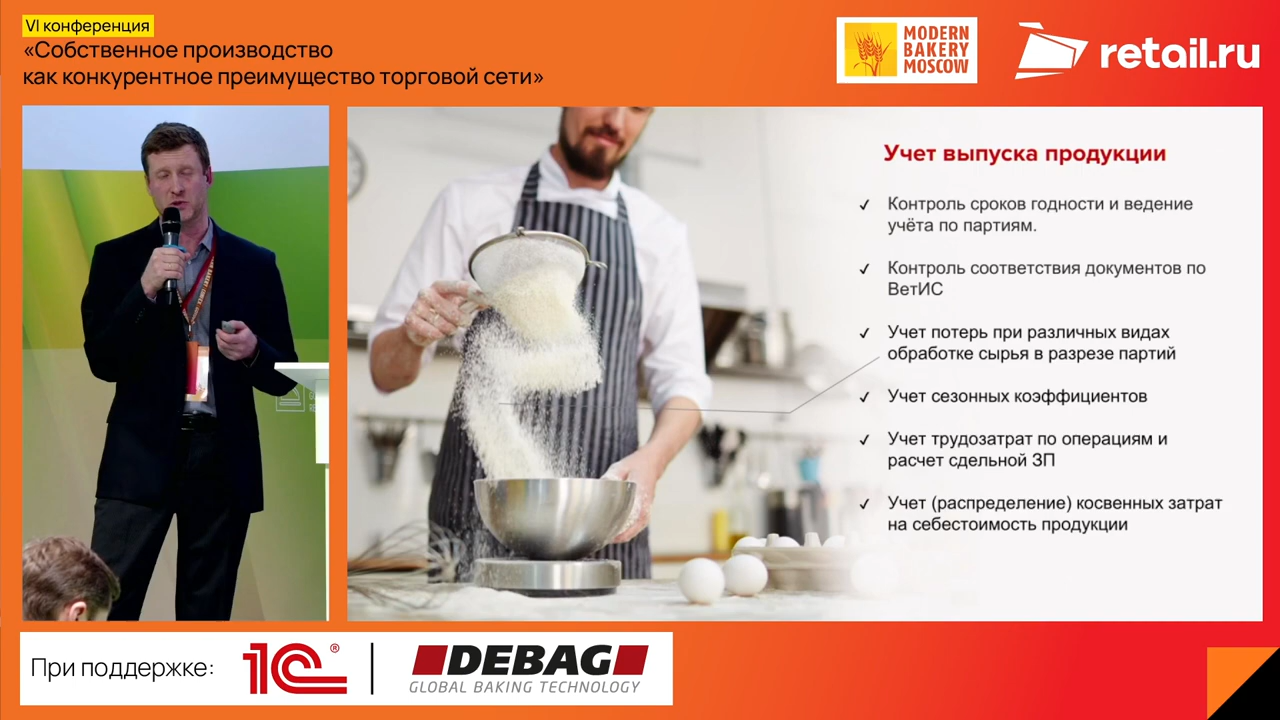 VI конференция
«Собственное производство
как конкурентное преимущество торговой сети»
MODERN
BAKERY
MOSCOW
retail.ru
Учет выпуска продукции
✓ Контроль сроков годности и ведение
учёта по партиям.
✓ Контроль соответствия документов по
ВетИС
✓ Учет потерь при различных видах
обработке сырья в разрезе партий
✓ Учет сезонных коэффициентов
✓ Учет трудозатрат по операциям и
расчет сдельной ЗП
✓ Учет (распределение) косвенных затрат
на себестоимость продукции
При поддержке:
1С®
DEBAG
GLOBAL BAKING TECHNOLOGY